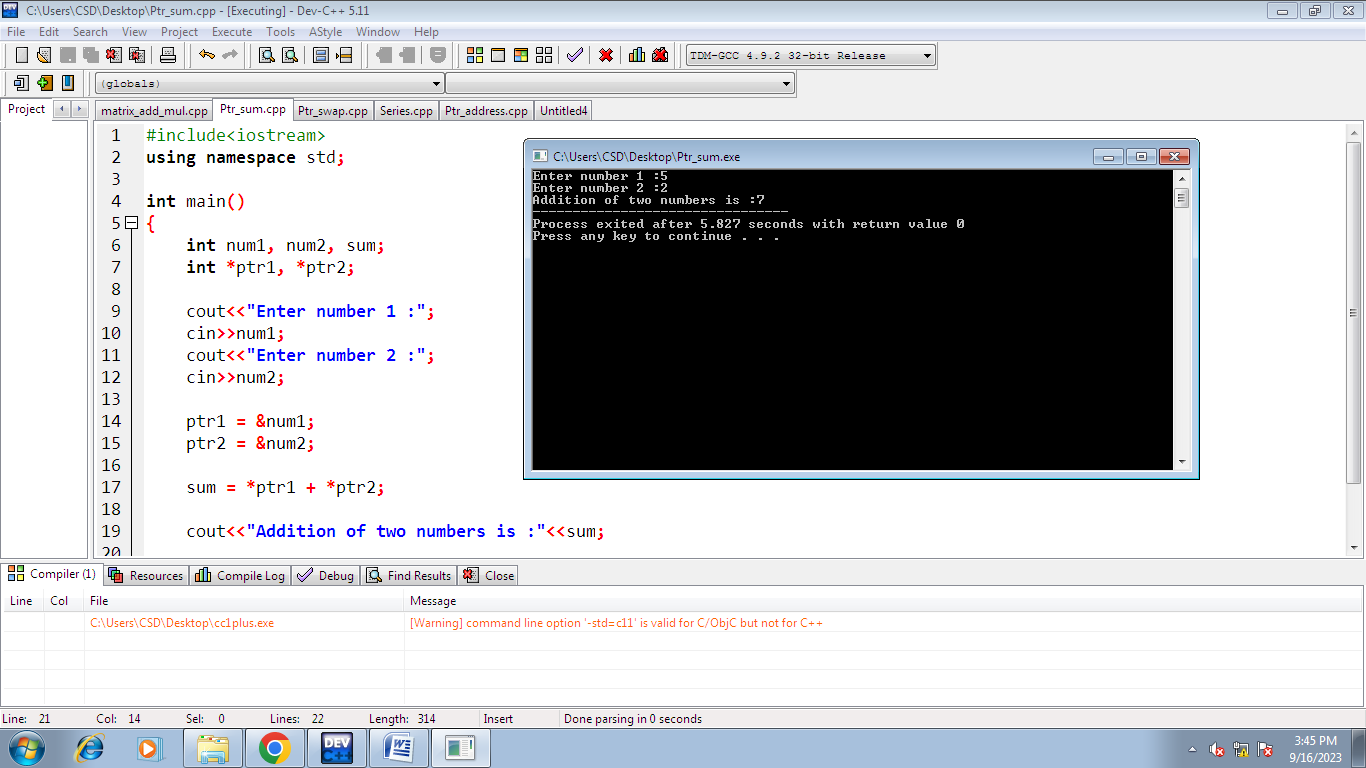 C:\Users\CSD\Desktop\Ptr_sum.cpp - [Executing] - Dev-C++ 5.11
File Edit Search View Project Execute Tools AStyle Window Help
TDM-GCC 4.9.2 32-bit Release
(globals)
Project matrix_add_mul.cpp Ptr_sum.cpp Ptr_swap.cpp Series.cpp Ptr_address.cpp Untitled4
1 #include<iostream>
2 using namespace std;
3
4 int main()
5 {
6 int num1, num2, sum;
7 int *ptr1, *ptr2;
8
9 cout<<"Enter number 1 :";
10 cin>>num1;
11 cout<<"Enter number 2 :";
12 cin>>num2;
13
14 ptr1 = &num1;
15 ptr2 = &num2;
16
17 sum = *ptr1 + *ptr2;
18
19 cout<<"Addition of two numbers is :"<<sum;
20
C:\Users\CSD\Desktop\Ptr_sum.exe
Enter number 1 :5
Enter number 2 :2
Addition of two numbers is :7
--------------------------------
Process exited after 5.827 seconds with return value 0
Press any key to continue . . .
Compiler (1) Resources Compile Log Debug Find Results Close
Line Col File Message
C:\Users\CSD\Desktop\cc1plus.exe [Warning] command line option '-std=c11' is valid for C/ObjC but not for C++
Line: 21 Col: 14 Sel: 0 Lines: 22 Length: 314 Insert Done parsing in 0 seconds
DEV C++
3:45 PM
9/16/2023